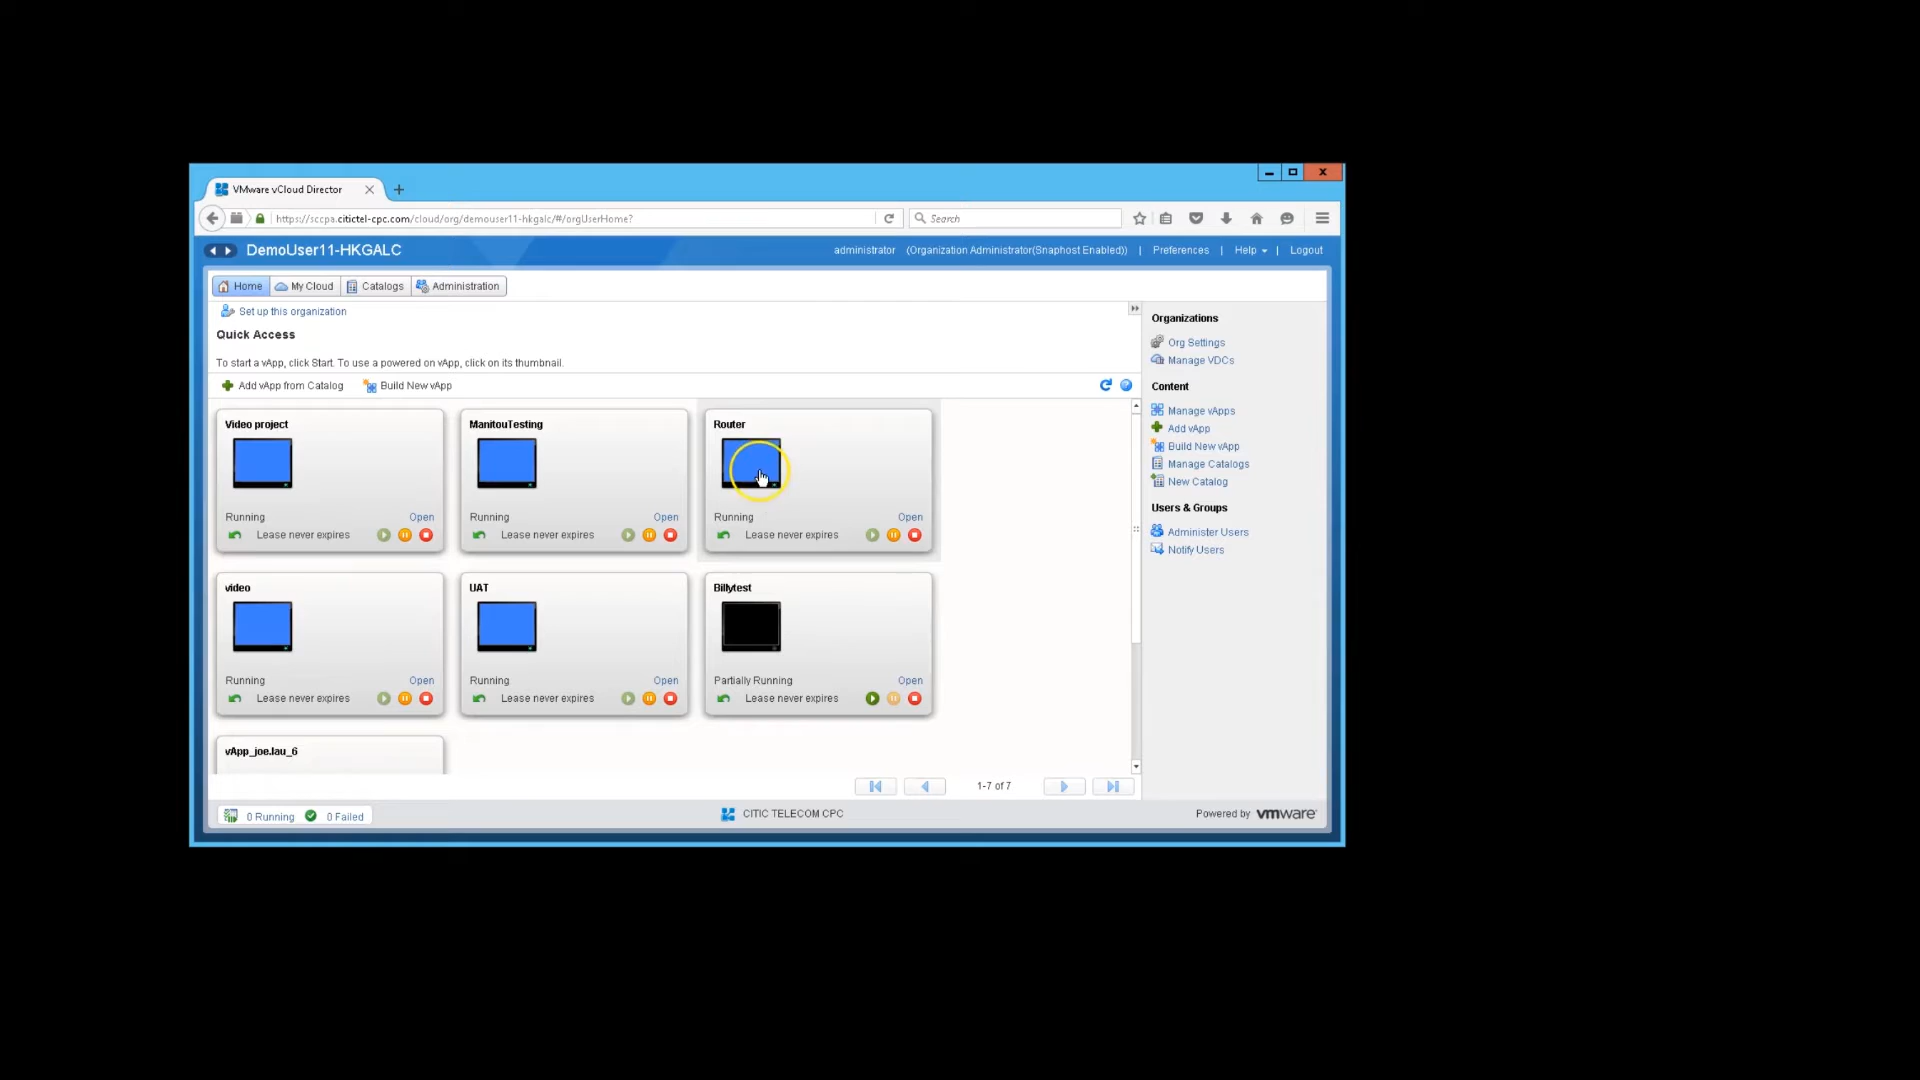 VMware vCloud Director
https://sccpa.citictel-cpc.com/cloud/org/demouser11-hkgalc/#/orgUserHome?
Search
DemoUser11-HKGALC
administrator (Organization Administrator(Snaphost Enabled)) | Preferences | Help | Logout
Home
My Cloud
Catalogs
Administration
Set up this organization
Quick Access
To start a vApp, click Start. To use a powered on vApp, click on its thumbnail.
Add vApp from Catalog
Build New vApp
Video project
Running
Open
Lease never expires
ManitouTesting
Running
Open
Lease never expires
Router
Running
Open
Lease never expires
video
Running
Open
Lease never expires
UAT
Running
Open
Lease never expires
Billytest
Partially Running
Open
Lease never expires
vApp_joe.lau_6
1-7 of 7
Organizations
Org Settings
Manage VDCs
Content
Manage vApps
Add vApp
Build New vApp
Manage Catalogs
New Catalog
Users & Groups
Administer Users
Notify Users
0 Running
0 Failed
CITIC TELECOM CPC
Powered by vmware